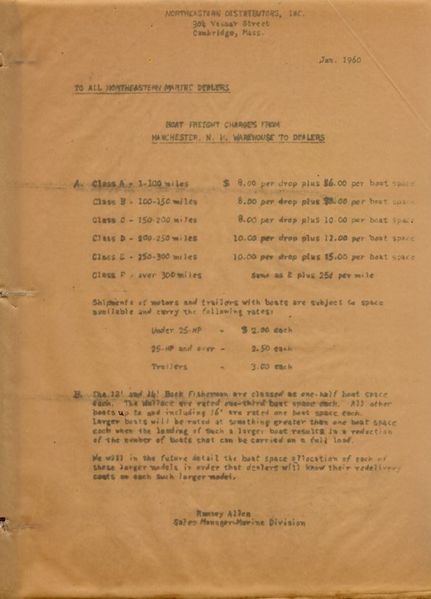 NORTHEASTERN DISTRIBUTORS, INC.
Street
Cambridge, Mass.
Jan. 1960
TO ALL NORTHEASTERN MARINE DEALERS
BOAT FREIGHT CHARGES FROM
MANCHESTER, N. H. WAREHOUSE TO DEALERS
A. Class A - 1-100 miles $ 8.00 per drop plus $6.00 per boat space
Class B - 100-150 miles 8.00 per drop plus per boat space
Class C - 150-200 miles 8.00 per drop plus 10.00 per boat space
Class D - 200-250 miles 10.00 per drop plus 12.00 per boat space
Class E - 250-300 miles 10.00 per drop plus 15.00 per boat space
Class F - over 300 miles Same as E plus 25¢ per mile
Shipments of motors and trailers with boats are subject to space
available and carry the following rates:
Under 25-HP - $ 2.00 each
25-HP and over - 2.50 each
Trailers - 3.00 each
B. The 12' and 14' Fisherman are classed as one-half boat space
each. The Wallace are rated one-third boat space each. All other
boats up to and including 16' are rated one boat space each.
Larger boats will be rated at something greater than one boat space
each when the loading of such a larger boat results in a reduction
of the number of boats that can be carried on a full load.
We will in the future detail the boat space allocation of each of
these larger models in order that dealers will know their redelivery
costs on each such larger model.
Allen
Sales Manager-Marine Division